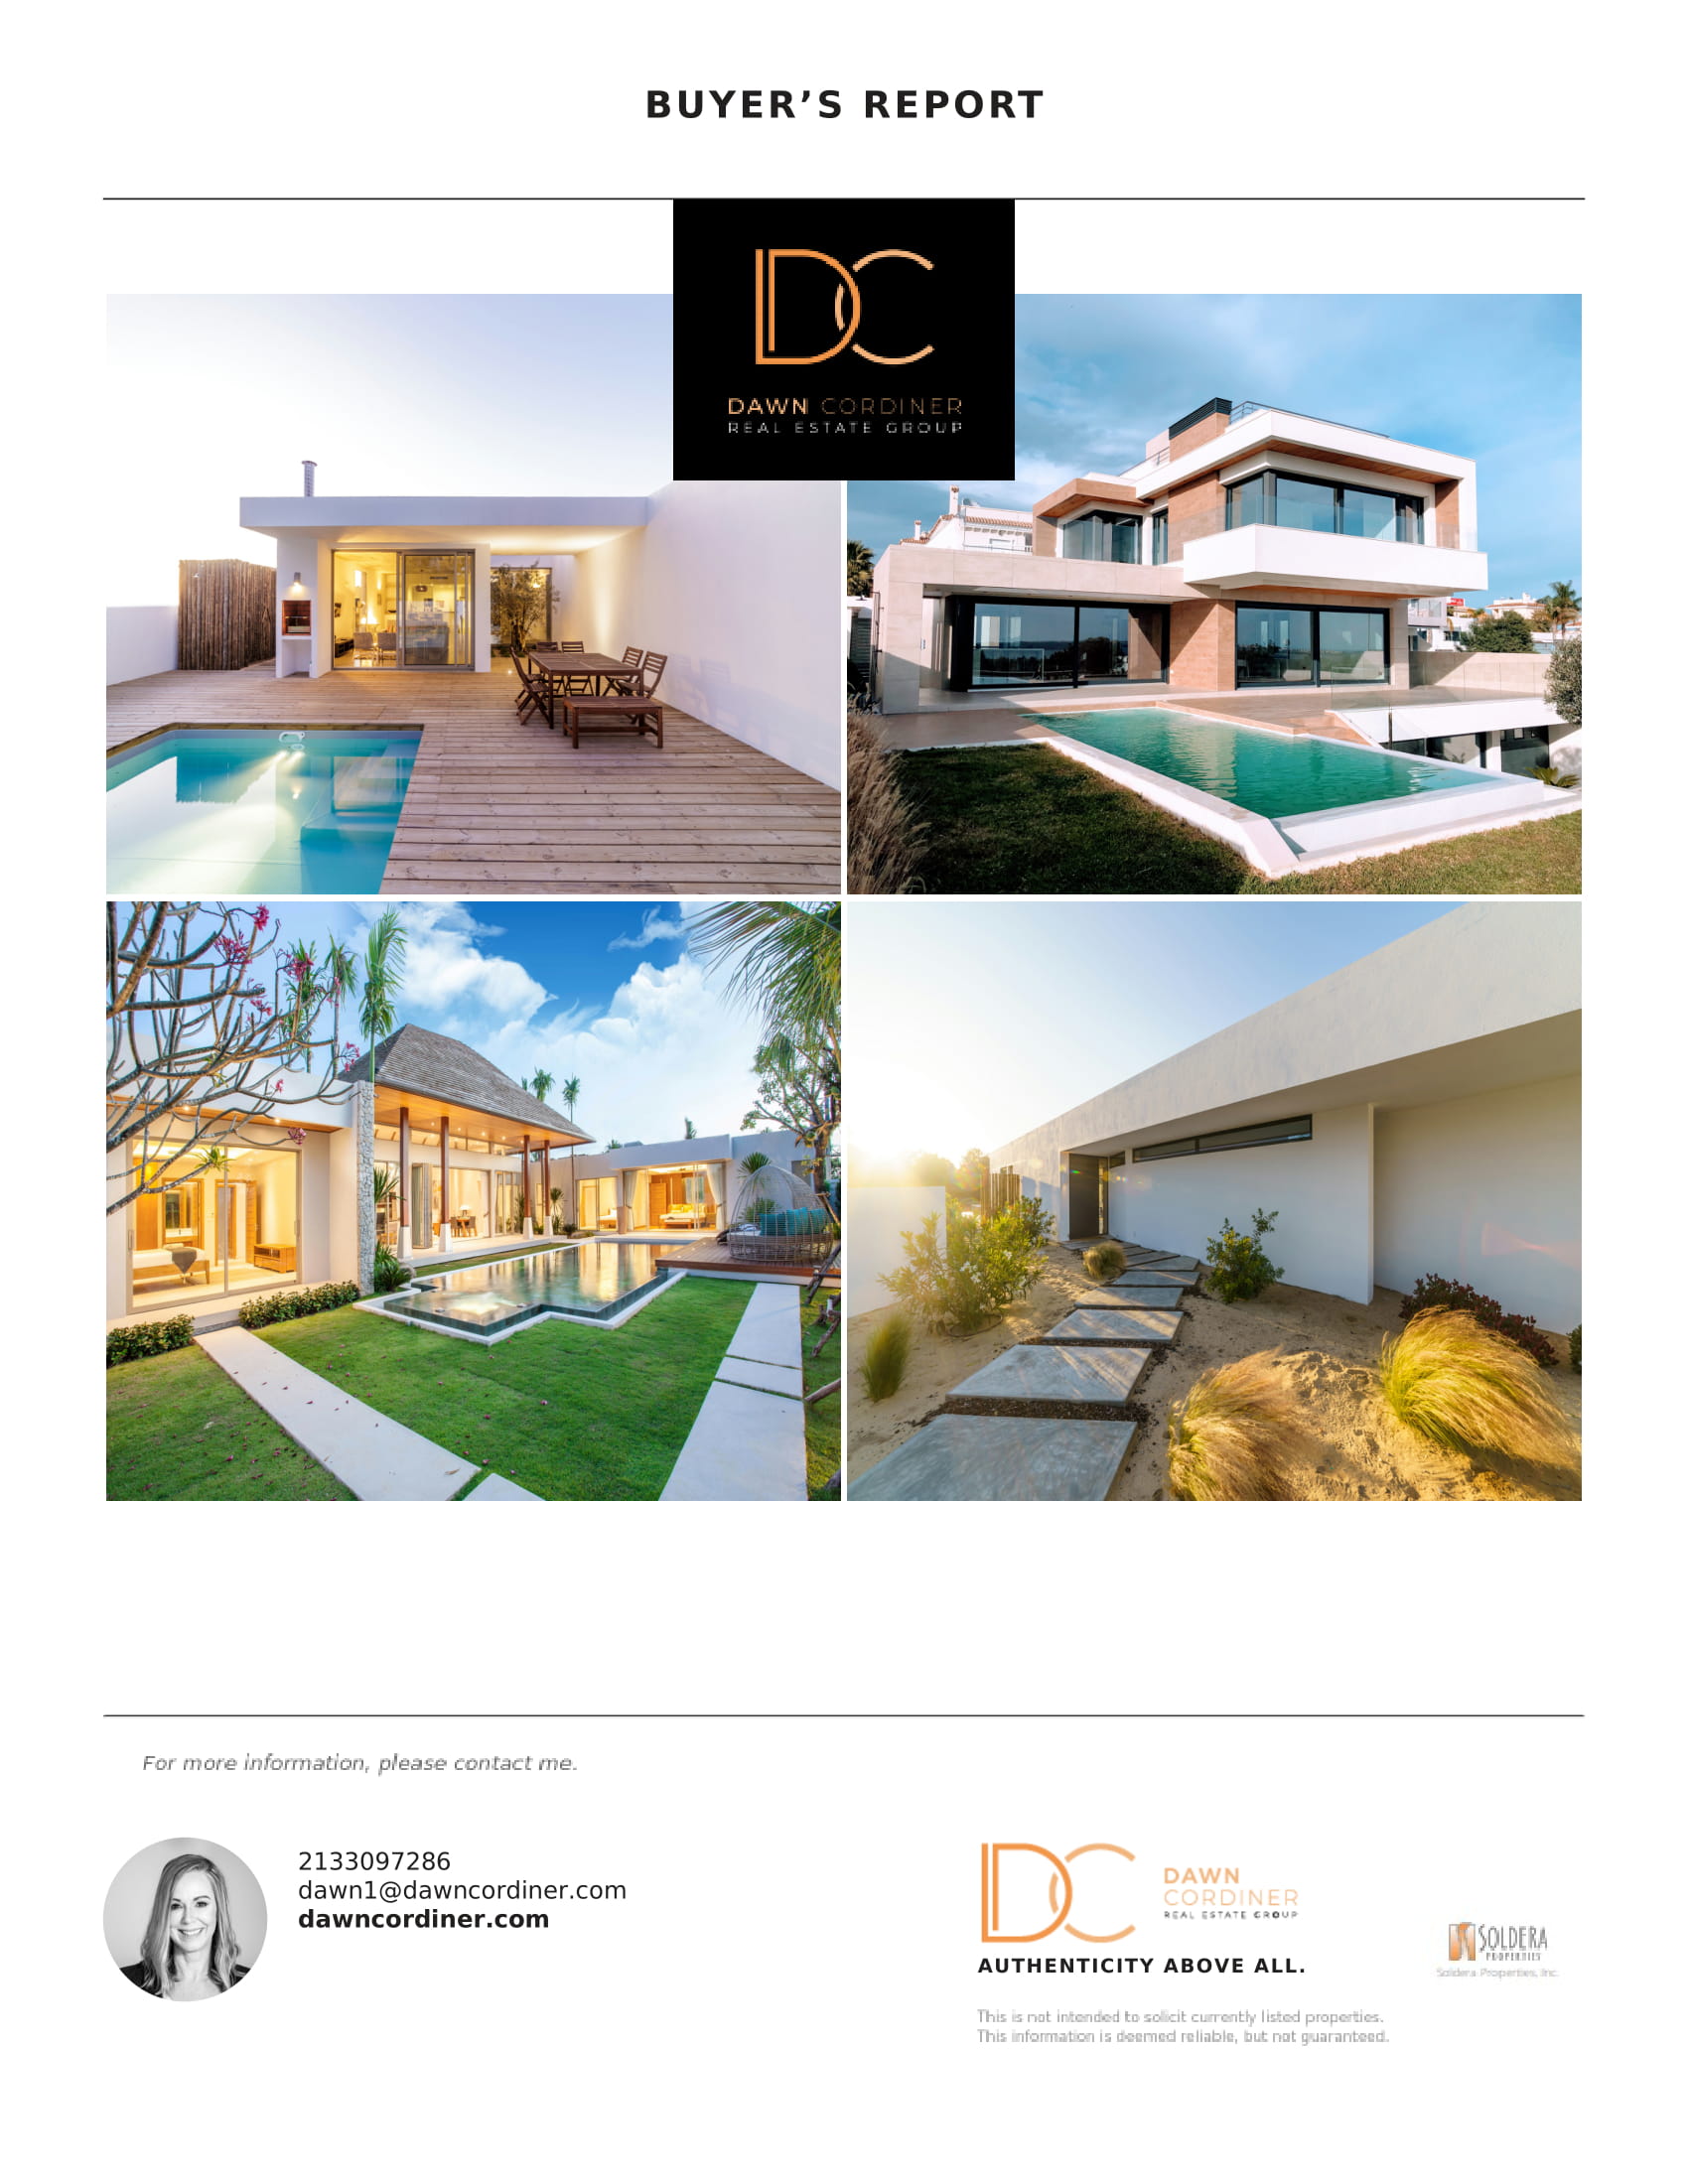 BUYER’S REPORT
DC
DAWN CORDINER
REAL ESTATE GROUP
For more information, please contact me.
2133097286
dawn1@dawncordiner.com
dawncordiner.com
DC
DAWN
CORDINER
REAL ESTATE GROUP
AUTHENTICITY ABOVE ALL.
SOLDERA
PROPERTIES
Soldera Properties, Inc.
This is not intended to solicit currently listed properties.
This information is deemed reliable, but not guaranteed.